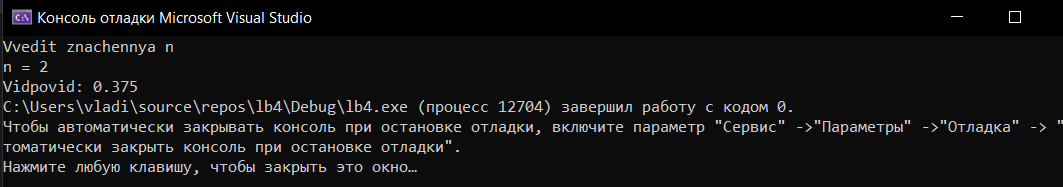 Консоль отладки Microsoft Visual Studio
Vvedit znachennya n
n = 2
Vidpovid: 0.375
C:\Users\vladi\source\repos\lb4\Debug\lb4.exe (процесс 12704) завершил работу с кодом 0.
Чтобы автоматически закрывать консоль при остановке отладки, включите параметр "Сервис" ->"Параметры" ->"Отладка" -> "
томатически закрыть консоль при остановке отладки".
Нажмите любую клавишу, чтобы закрыть это окно…